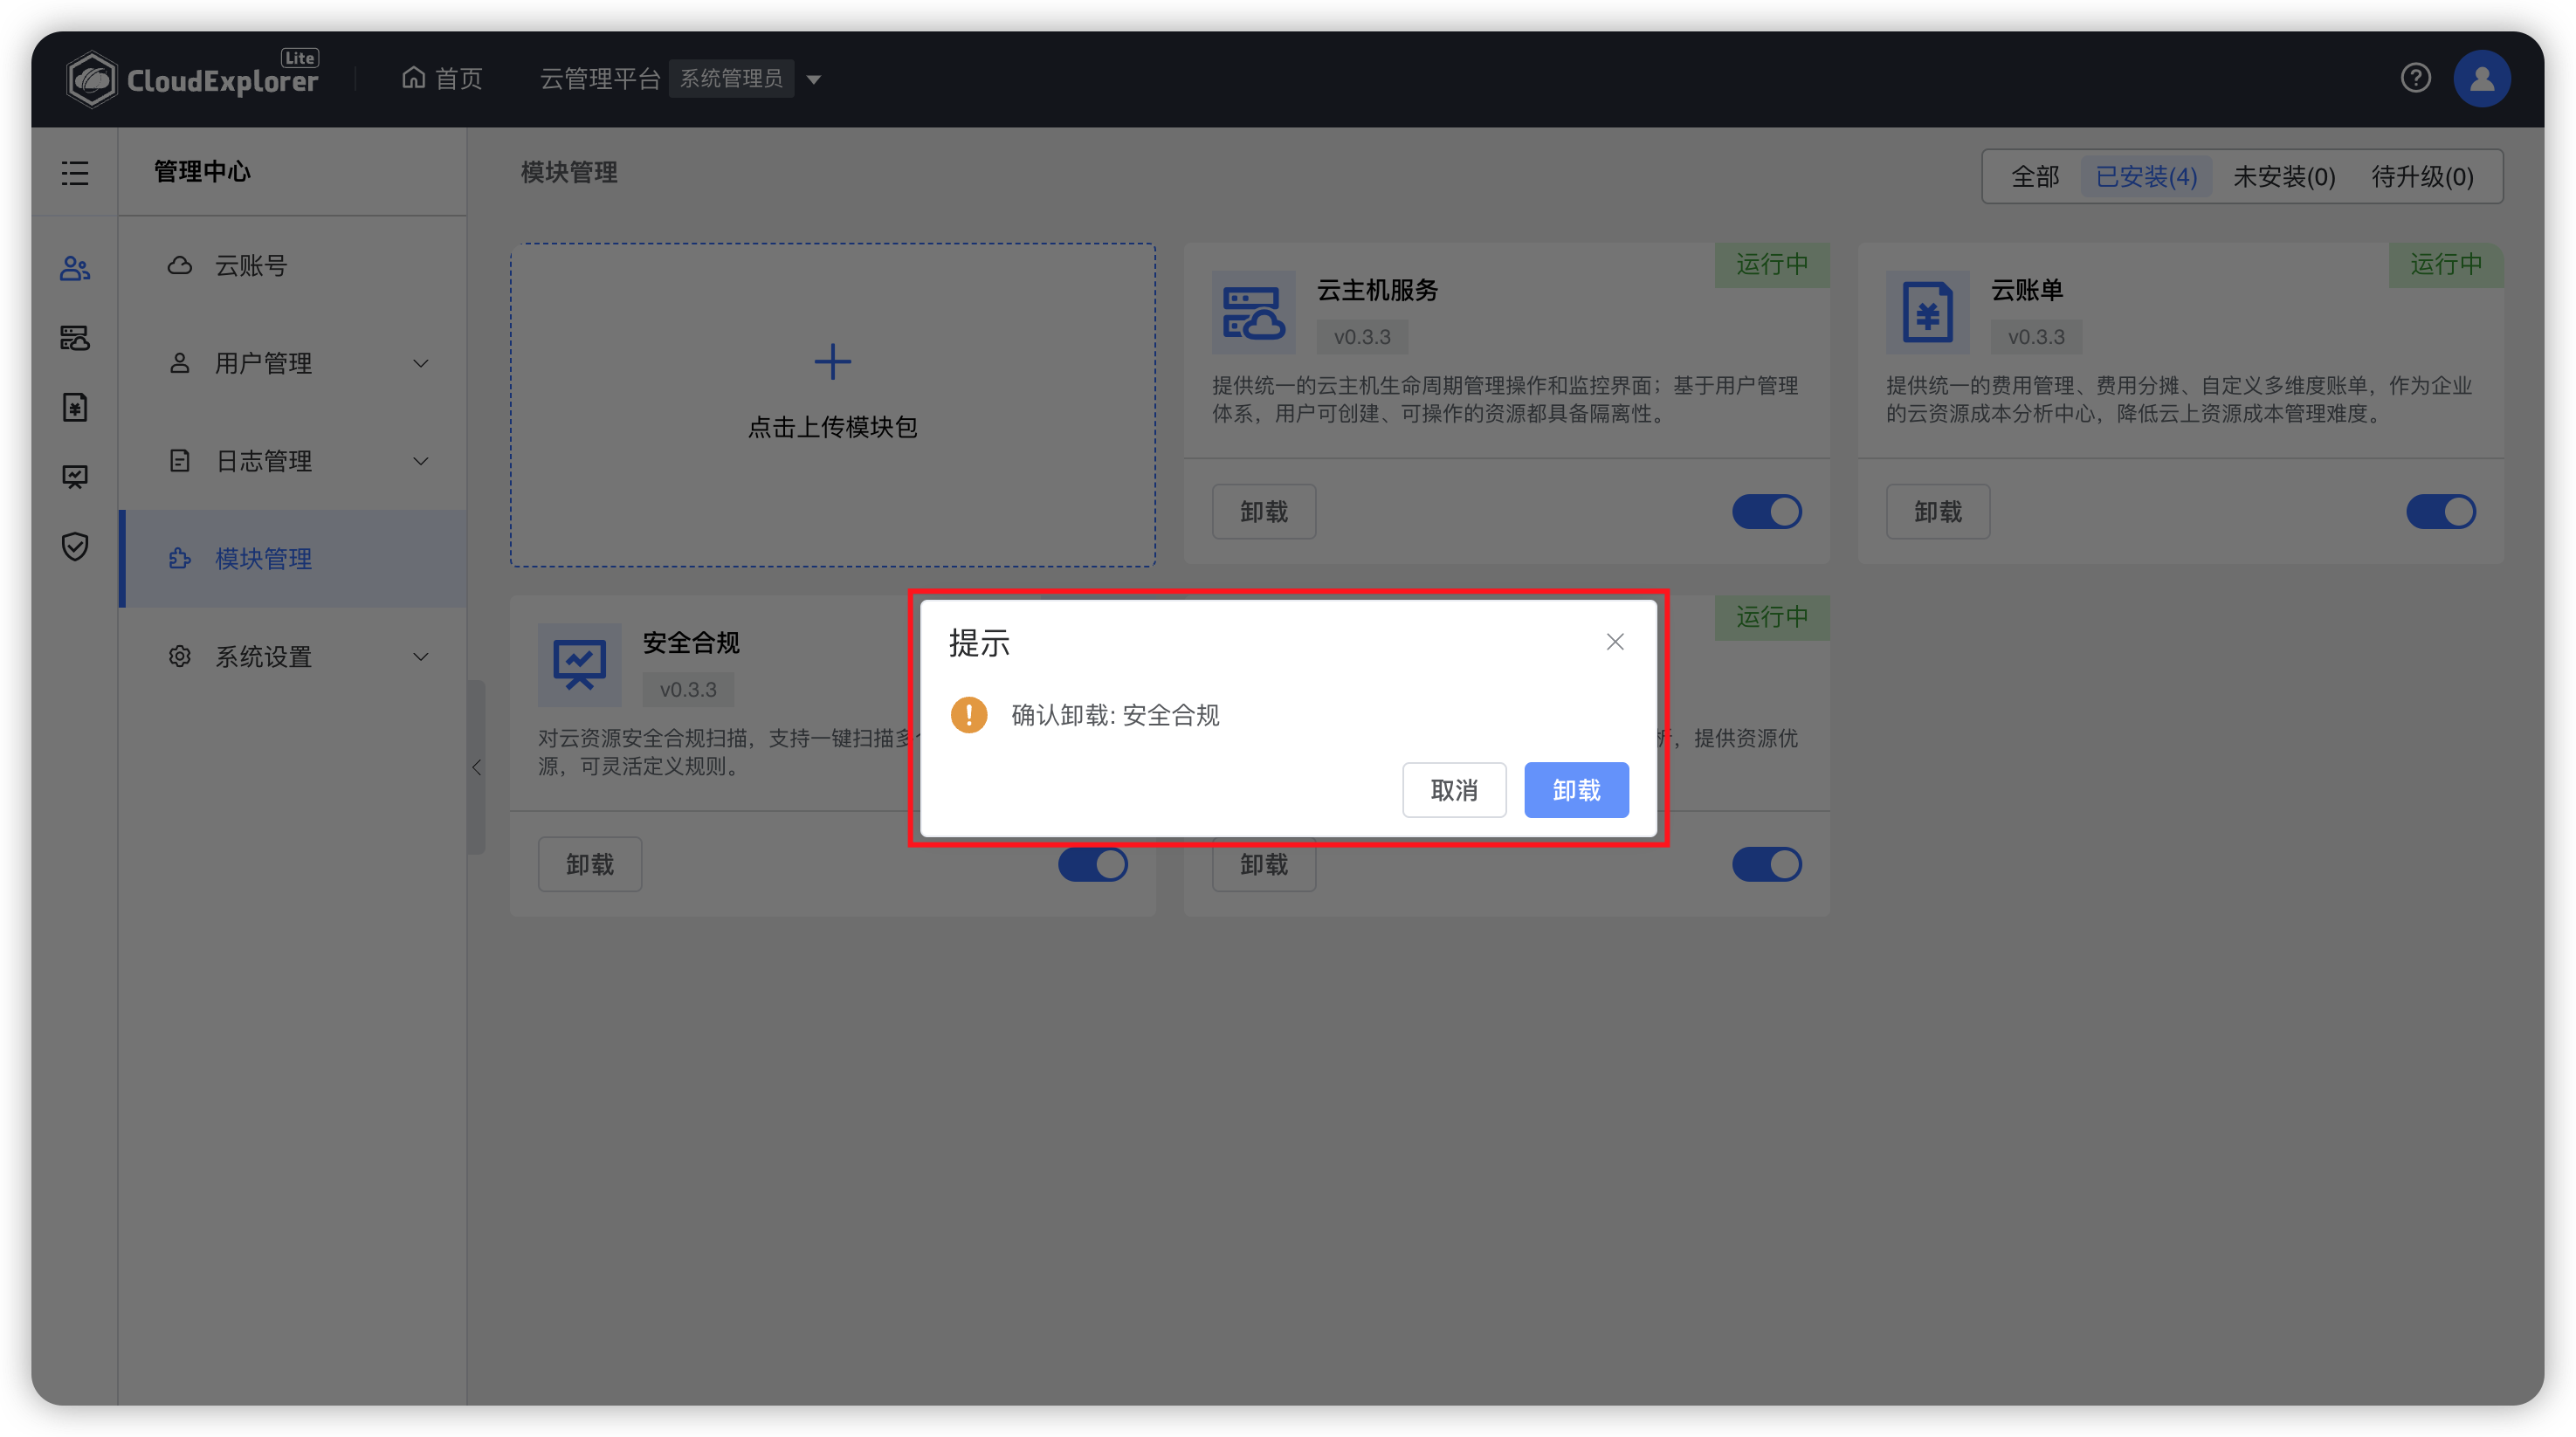 CloudExplorer Lite
首页
云管理平台 系统管理员
管理中心
云账号
用户管理
日志管理
模块管理
系统设置
模块管理
全部 已安装(4) 未安装(0) 待升级(0)
点击上传模块包
运行中
云主机服务
v0.3.3
提供统一的云主机生命周期管理操作和监控界面；基于用户管理
体系，用户可创建、可操作的资源都具备隔离性。
卸载
运行中
云账单
v0.3.3
提供统一的费用管理、费用分摊、自定义多维度账单，作为企业
的云资源成本分析中心，降低云上资源成本管理难度。
卸载
安全合规
v0.3.3
对云资源安全合规扫描，支持一键扫描多
源，可灵活定义规则。
卸载
运行中
，提供资源优
卸载
提示
确认卸载: 安全合规
取消 卸载